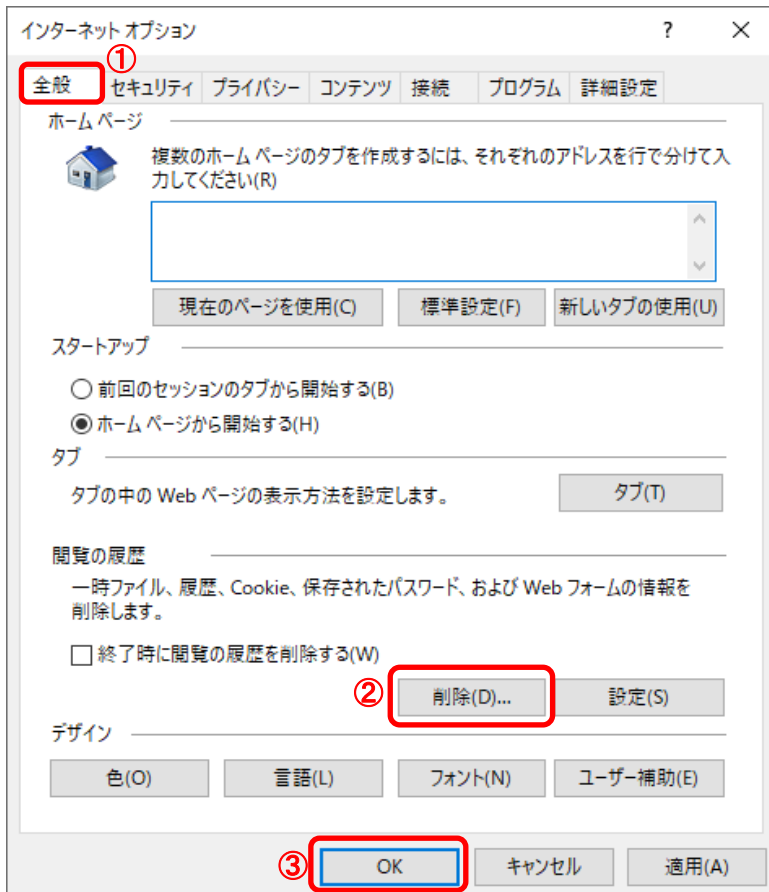 インターネット オプション ? ×
①
全般 セキュリティ プライバシー コンテンツ 接続 プログラム 詳細設定
ホーム ページ
複数のホーム ページのタブを作成するには、それぞれのアドレスを行で分けて入
力してください(R)
現在のページを使用(C) 標準設定(F) 新しいタブの使用(U)
スタートアップ
前回のセッションのタブから開始する(B)
ホーム ページから開始する(H)
タブ
タブの中の Web ページの表示方法を設定します。 タブ(T)
閲覧の履歴
一時ファイル、履歴、Cookie、保存されたパスワード、および Web フォームの情報を
削除します。
終了時に閲覧の履歴を削除する(W)
② 削除(D)... 設定(S)
デザイン
色(O) 言語(L) フォント(N) ユーザー補助(E)
③ OK キャンセル 適用(A)